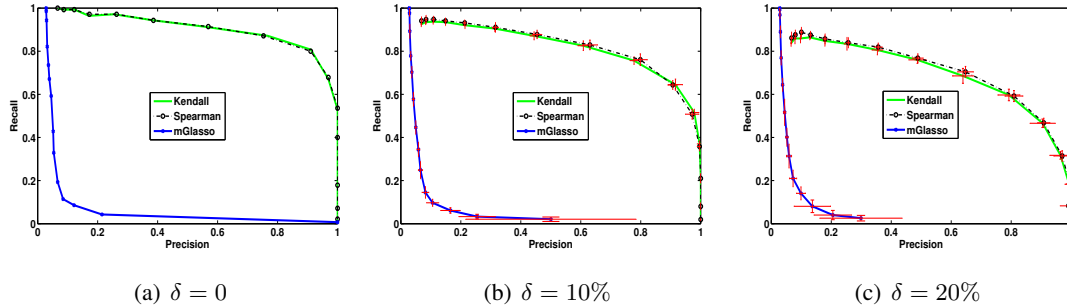 1
0.8
0.6
0.4
0.2
0
Recall
0 0.2 0.4 0.6 0.8 1
Precision
Kendall
Spearman
mGlasso
(a) δ = 0
1
0.8
0.6
0.4
0.2
0
Recall
0 0.2 0.4 0.6 0.8 1
Precision
Kendall
Spearman
mGlasso
(b) δ = 10%
1
0.8
0.6
0.4
0.2
0
Recall
0 0.2 0.4 0.6 0.8
Precision
Kendall
Spearman
mGlasso
(c) δ = 20%